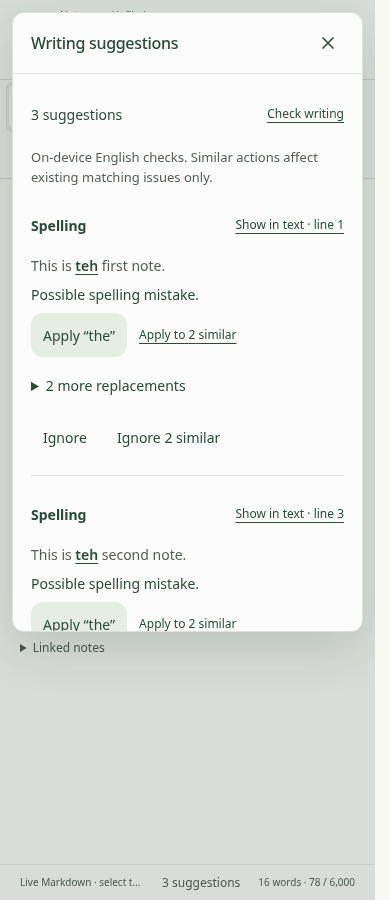 Writing suggestions
3 suggestions
Check writing
On-device English checks. Similar actions affect
existing matching issues only.
Spelling
Show in text · line 1
This is teh first note.
Possible spelling mistake.
Apply “the”
Apply to 2 similar
2 more replacements
Ignore
Ignore 2 similar
Spelling
Show in text · line 3
This is teh second note.
Possible spelling mistake.
Apply “the”
Apply to 2 similar
Linked notes
Live Markdown · select t...
3 suggestions
16 words · 78 / 6,000